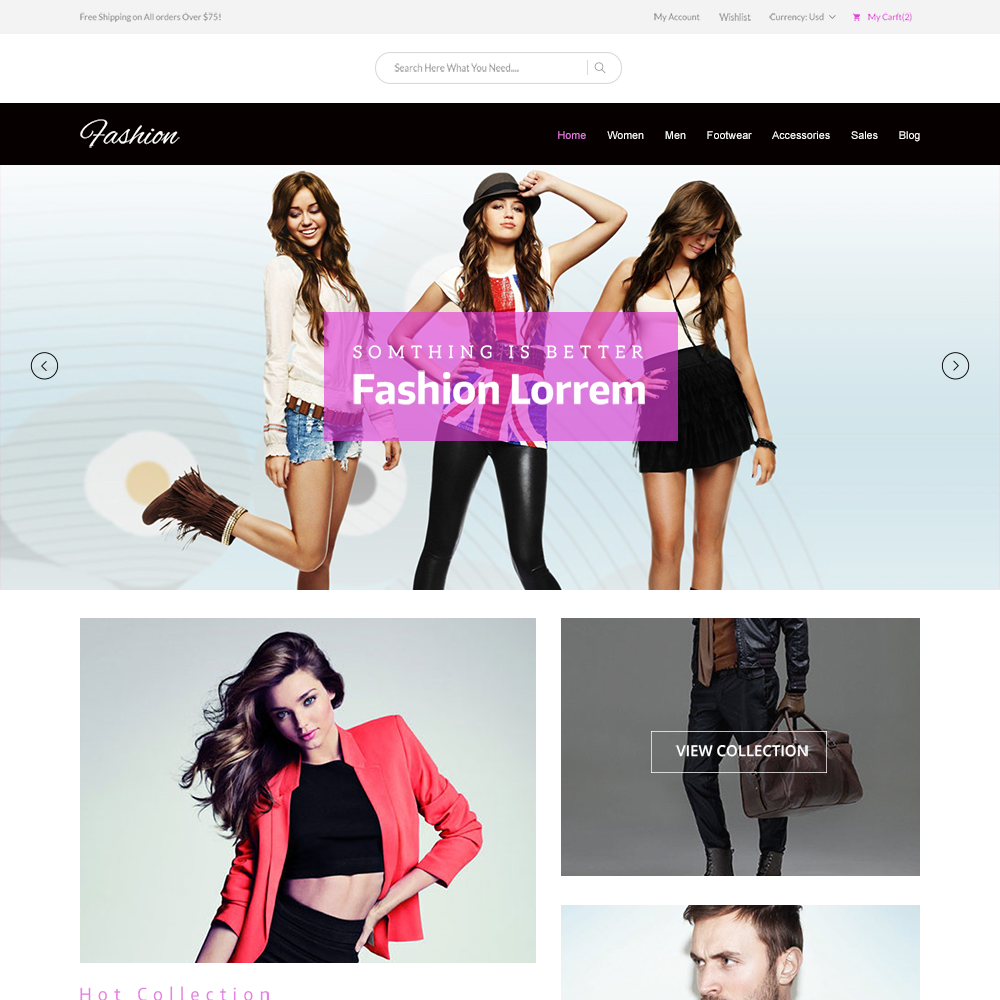 Free Shipping on All orders Over $75!
My Account Wishlist Currency: Usd My Carft(2)
Search Here What You Need....
Fashion
Home Women Men Footwear Accessories Sales Blog
SOMTHING IS BETTER
Fashion Lorrem
VIEW COLLECTION
Hot Collection